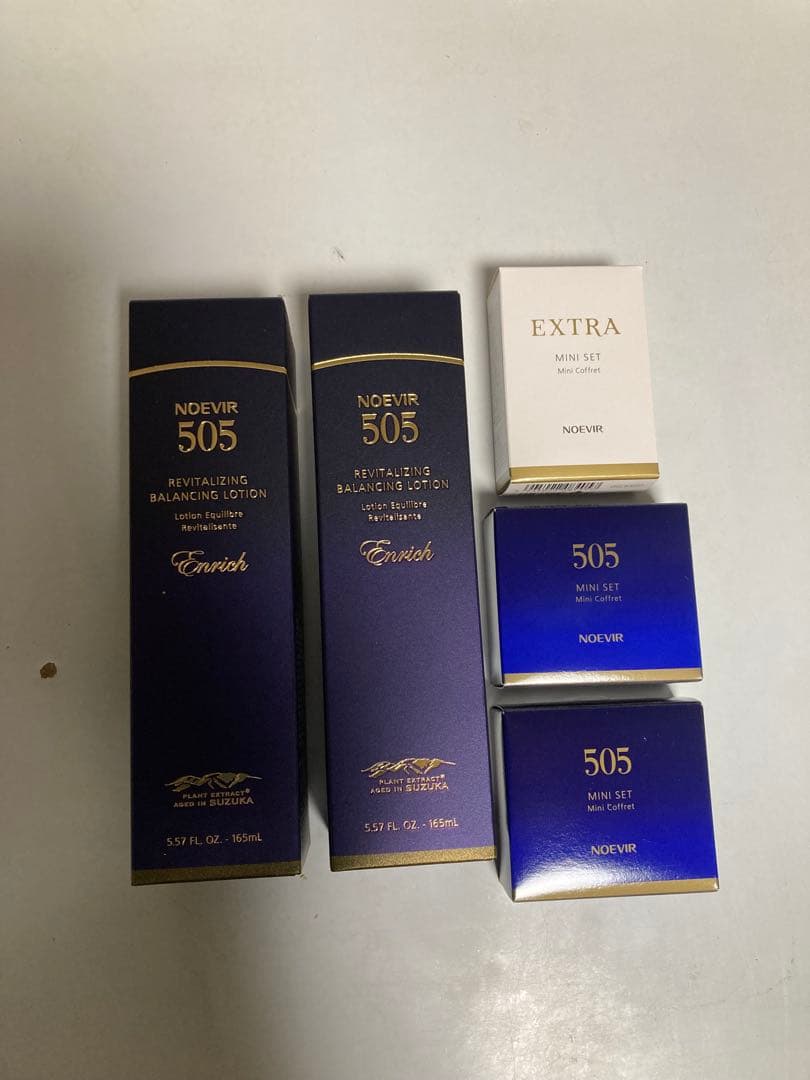 NOEVIR
505
REVITALIZING
BALANCING LOTION
Lotion Equilibre
Revitalisante
Enrich
PLANT EXTRACT®
AGED IN SUZUKA
5.57 FL. OZ. - 165mL
NOEVIR
505
REVITALIZING
BALANCING LOTION
Lotion Equilibre
Revitalisante
Enrich
PLANT EXTRACT®
AGED IN SUZUKA
5.57 FL. OZ. - 165mL
EXTRA
MINI SET
Mini Coffret
NOEVIR
505
MINI SET
Mini Coffret
NOEVIR
505
MINI SET
Mini Coffret
NOEVIR